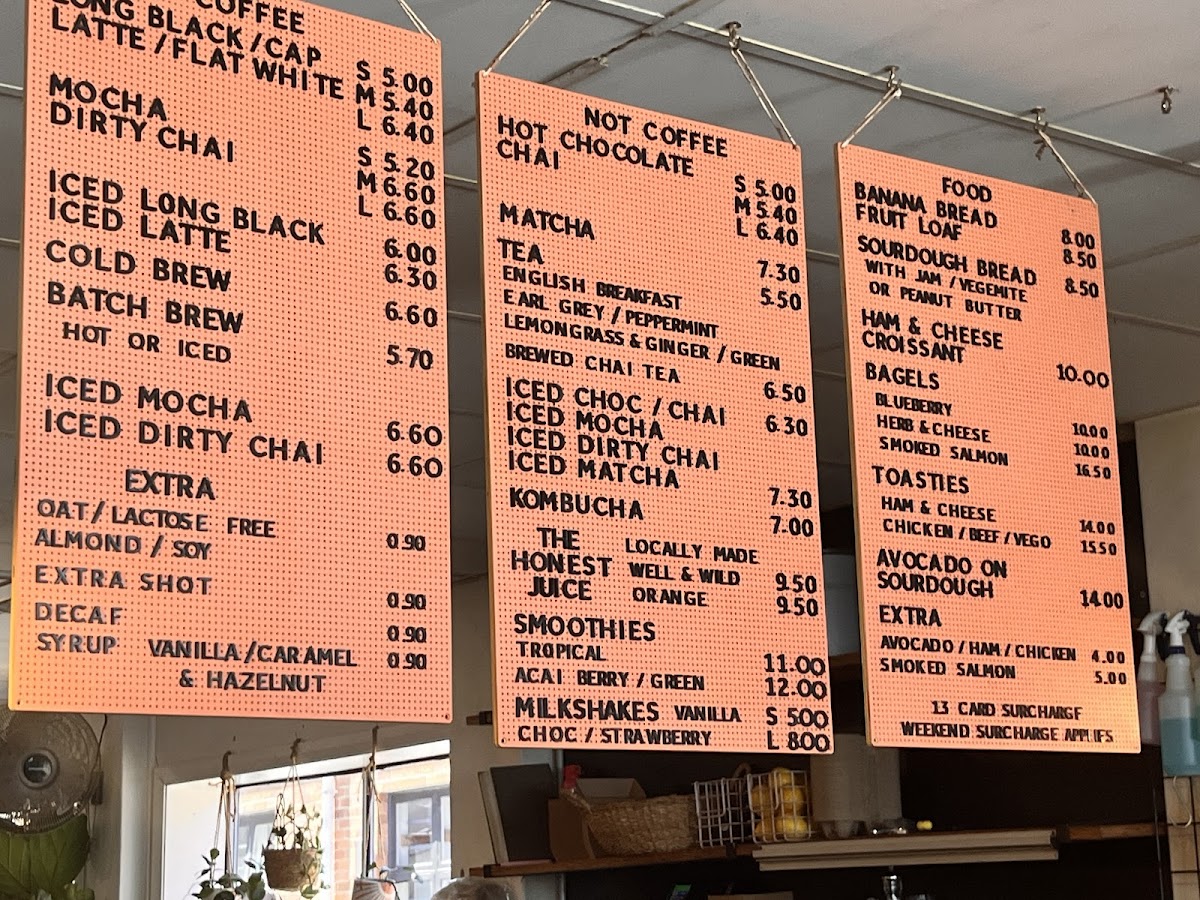 COFFEE
LONG BLACK / CAP
LATTE / FLAT WHITE
S 5.00
M 5.40
L 6.40
MOCHA
DIRTY CHAI
S 5.20
M 6.60
L 6.60
ICED LONG BLACK 6.00
ICED LATTE 6.30
COLD BREW 6.60
BATCH BREW 5.70
HOT OR ICED
ICED MOCHA 6.60
ICED DIRTY CHAI 6.60
EXTRA
OAT / LACTOSE FREE 0.90
ALMOND / SOY
EXTRA SHOT 0.90
DECAF 0.90
SYRUP VANILLA / CARAMEL 0.90
& HAZELNUT
NOT COFFEE
HOT CHOCOLATE
CHAI
S 5.00
M 5.40
L 6.40
MATCHA 7.30
TEA 5.50
ENGLISH BREAKFAST
EARL GREY / PEPPERMINT
LEMONGRASS & GINGER / GREEN
BREWED CHAI TEA 6.50
ICED CHOC / CHAI 6.30
ICED MOCHA
ICED DIRTY CHAI
ICED MATCHA 7.30
KOMBUCHA 7.00
THE HONEST JUICE
LOCALLY MADE
WELL & WILD 9.50
ORANGE 9.50
SMOOTHIES
TROPICAL 11.00
ACAI BERRY / GREEN 12.00
MILKSHAKES VANILLA S 5.00
CHOC / STRAWBERRY L 8.00
FOOD
BANANA BREAD 8.00
FRUIT LOAF 8.50
SOURDOUGH BREAD 8.50
WITH JAM / VEGEMITE
OR PEANUT BUTTER
HAM & CHEESE
CROISSANT 10.00
BAGELS
BLUEBERRY 10.00
HERB & CHEESE 10.00
SMOKED SALMON 16.50
TOASTIES
HAM & CHEESE 14.00
CHICKEN / BEEF / VEGO 15.50
AVOCADO ON
SOURDOUGH 14.00
EXTRA
AVOCADO / HAM / CHICKEN 4.00
SMOKED SALMON 5.00
1.3 CARD SURCHARGE
WEEKEND SURCHARGE APPLIES